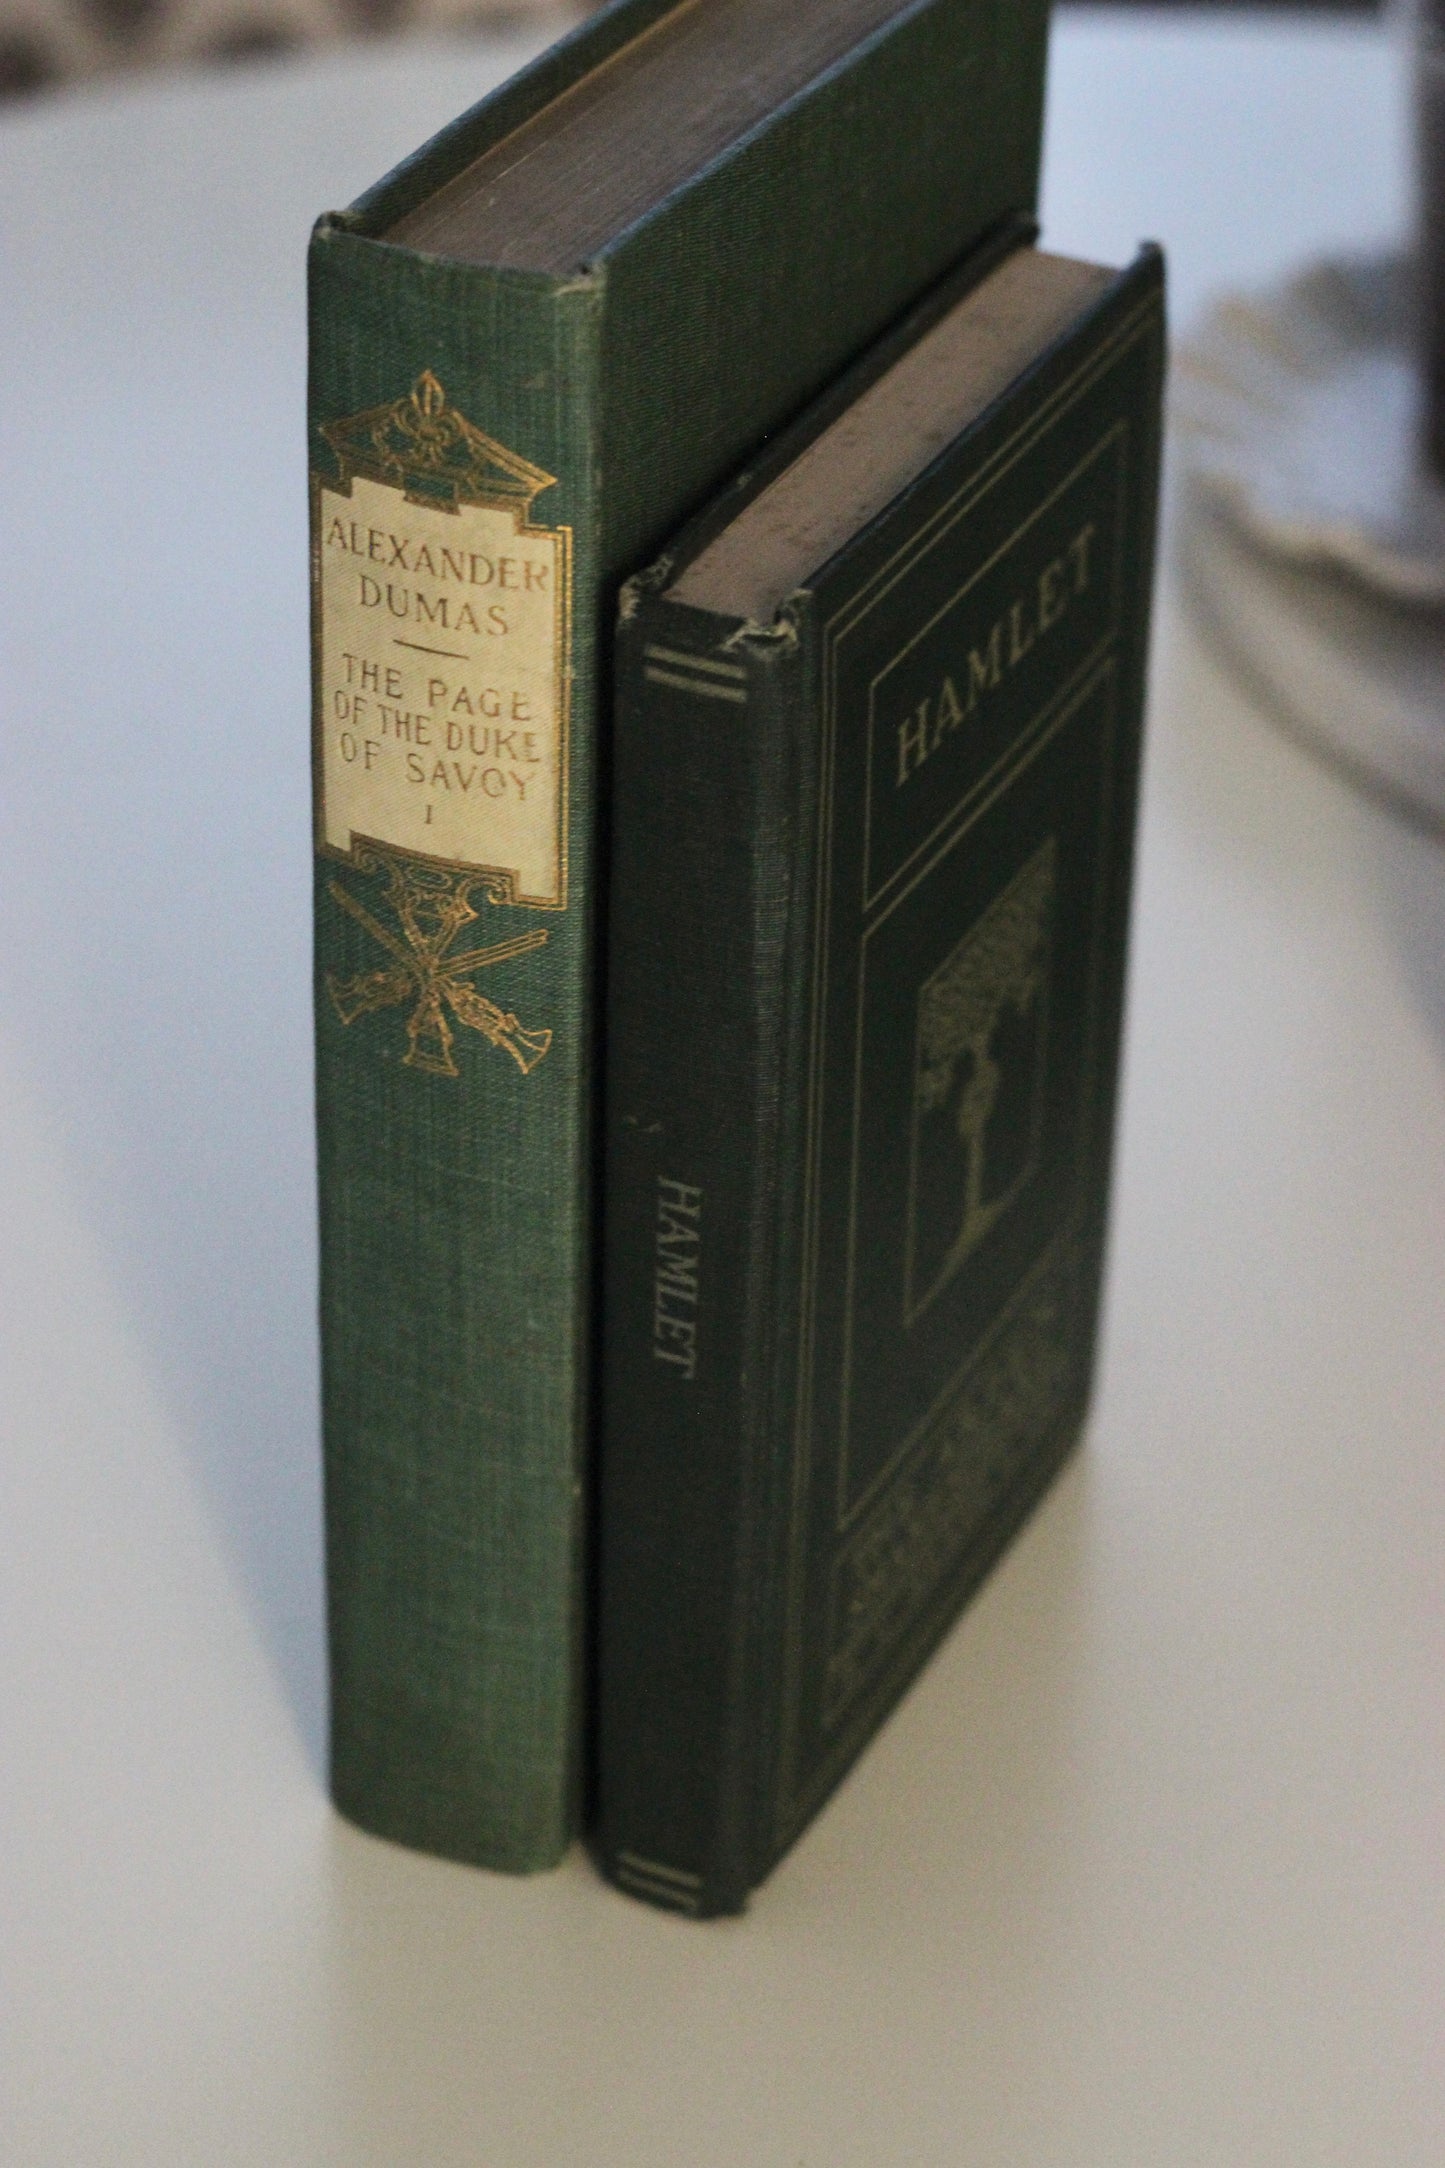 ALEXANDER
DUMAS
THE PAGE
OF THE DUKE
OF SAVOY
I
HAMLET
HAMLET